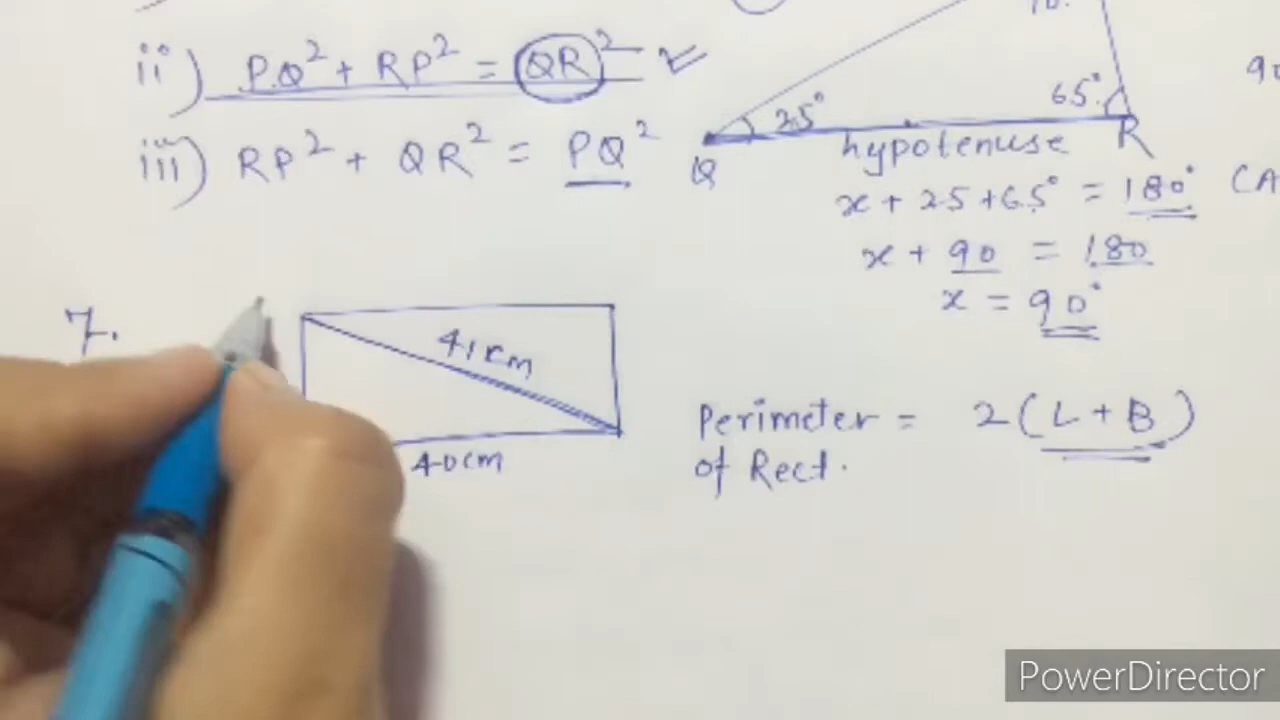 ii) PQ² + RP² = QR²
iii) RP² + QR² = PQ²
25°
65°
Q
R
hypotenuse
x + 25 + 65° = 180°
x + 90 = 180
x = 90°
7.
41cm
40cm
Perimeter = 2(L+B)
of Rect.
PowerDirector